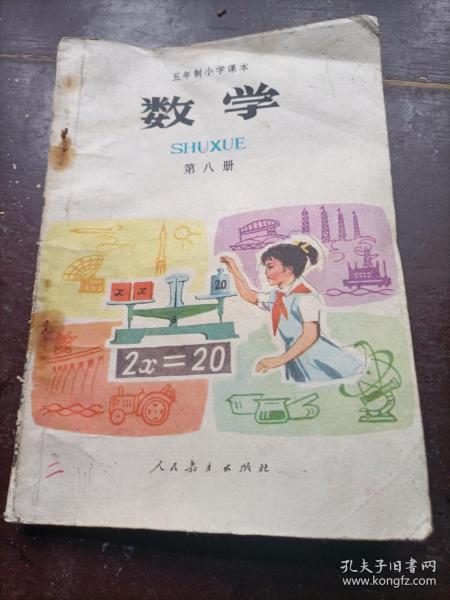 五年制小学课本
数学
SHUXUE
第八册
x x 20
2x=20
二
人民教育出版社
孔夫子旧书网
www.kongfz.com